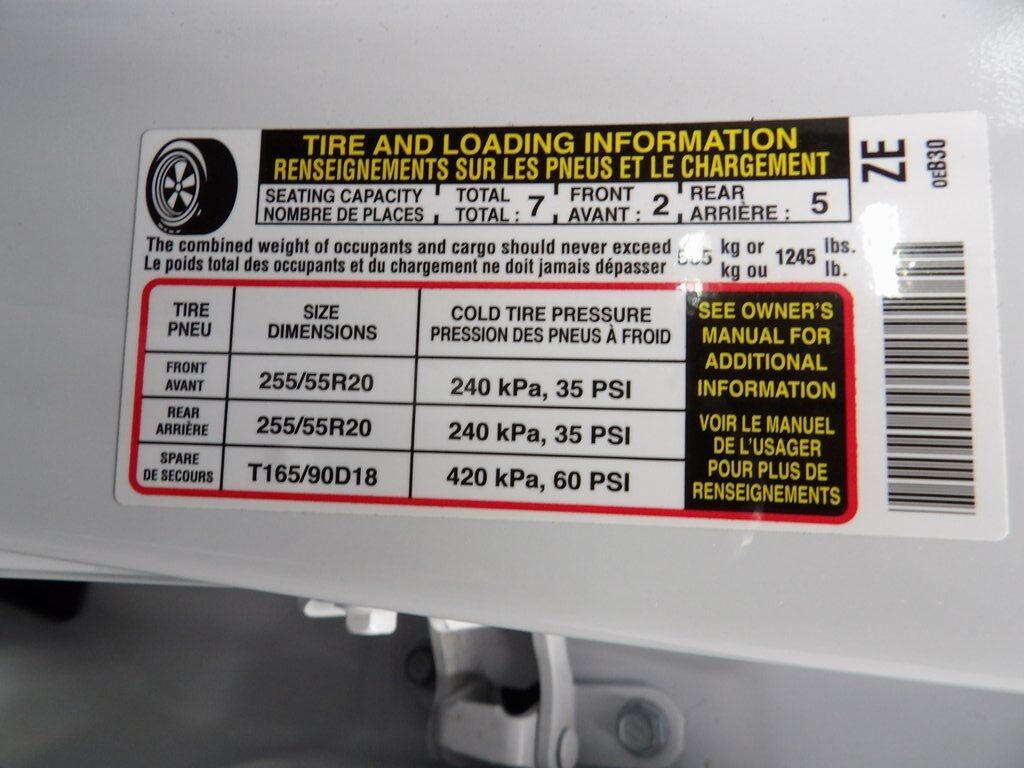 TIRE AND LOADING INFORMATION
RENSEIGNEMENTS SUR LES PNEUS ET LE CHARGEMENT
SEATING CAPACITY
NOMBRE DE PLACES
TOTAL
TOTAL : 7
FRONT
AVANT : 2
REAR
ARRIÈRE : 5
The combined weight of occupants and cargo should never exceed kg or 1245 lbs.
Le poids total des occupants et du chargement ne doit jamais dépasser kg ou lb.
TIRE
PNEU
SIZE
DIMENSIONS
COLD TIRE PRESSURE
PRESSION DES PNEUS À FROID
FRONT
AVANT
255/55R20
240 kPa, 35 PSI
REAR
ARRIÈRE
255/55R20
240 kPa, 35 PSI
SPARE
DE SECOURS
T165/90D18
420 kPa, 60 PSI
SEE OWNER'S
MANUAL FOR
ADDITIONAL
INFORMATION
VOIR LE MANUEL
DE L'USAGER
POUR PLUS DE
RENSEIGNEMENTS
ZE
0EB30